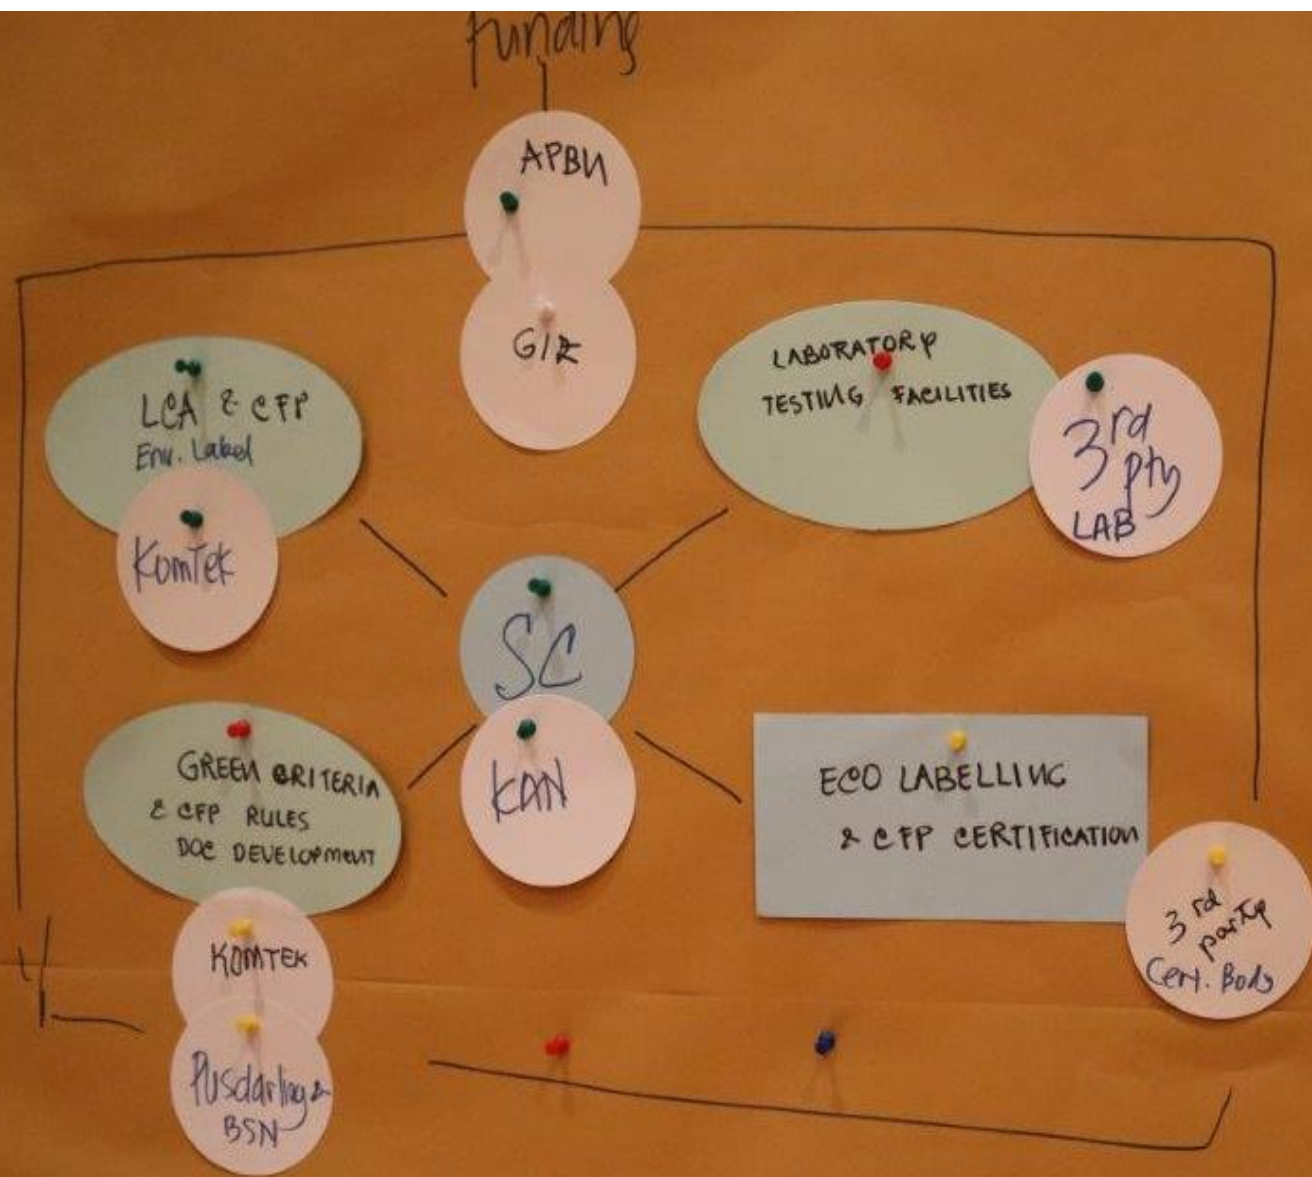 Funding
APBN
GIZ
LCA & CFP
Env. Label
KomTek
LABORATORY
TESTING FACILITIES
3rd
pty
LAB
SC
KAN
GREEN CRITERIA
& CFP RULES
DOC DEVELOPMENT
KOMTEK
Pusdarling &
BSN
ECO LABELLING
& CFP CERTIFICATION
3rd
party
Cert. Body